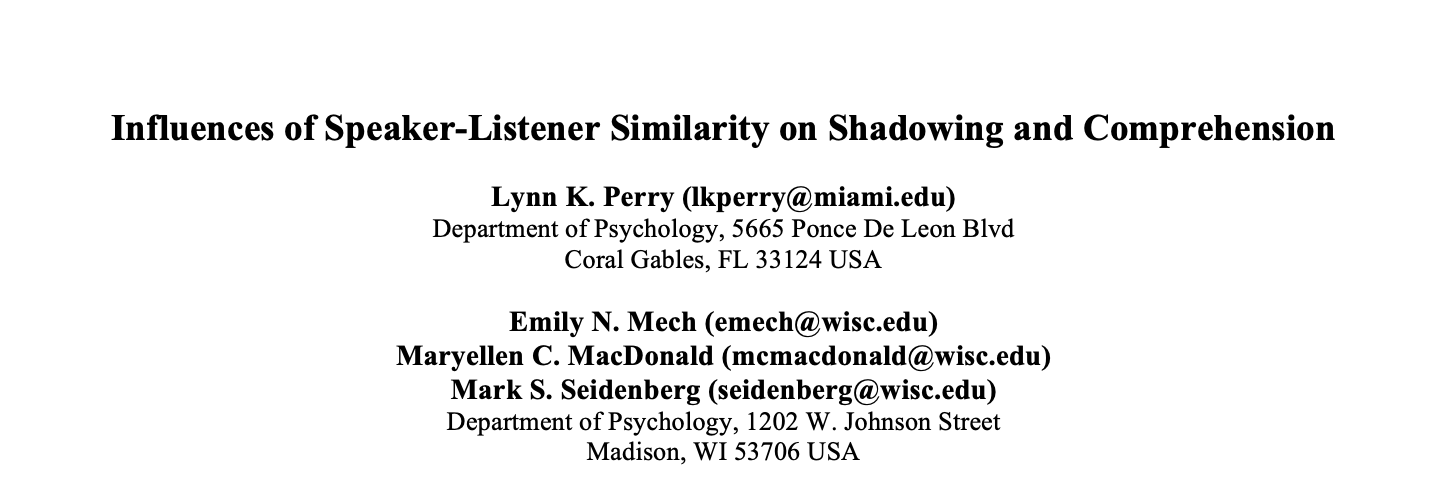 Influences of Speaker-Listener Similarity on Shadowing and Comprehension
Lynn K. Perry (lkperry@miami.edu)
Department of Psychology, 5665 Ponce De Leon Blvd
Coral Gables, FL 33124 USA
Emily N. Mech (emech@wisc.edu)
Maryellen C. MacDonald (mcmacdonald@wisc.edu)
Mark S. Seidenberg (seidenberg@wisc.edu)
Department of Psychology, 1202 W. Johnson Street
Madison, WI 53706 USA